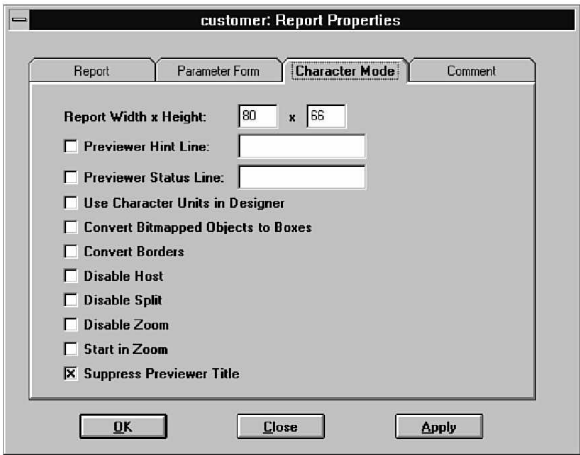 customer: Report Properties
Report Parameter Form Character Mode Comment
Report Width x Height: 80 x 66
Previewer Hint Line:
Previewer Status Line:
Use Character Units in Designer
Convert Bitmapped Objects to Boxes
Convert Borders
Disable Host
Disable Split
Disable Zoom
Start in Zoom
Suppress Previewer Title
OK Close Apply